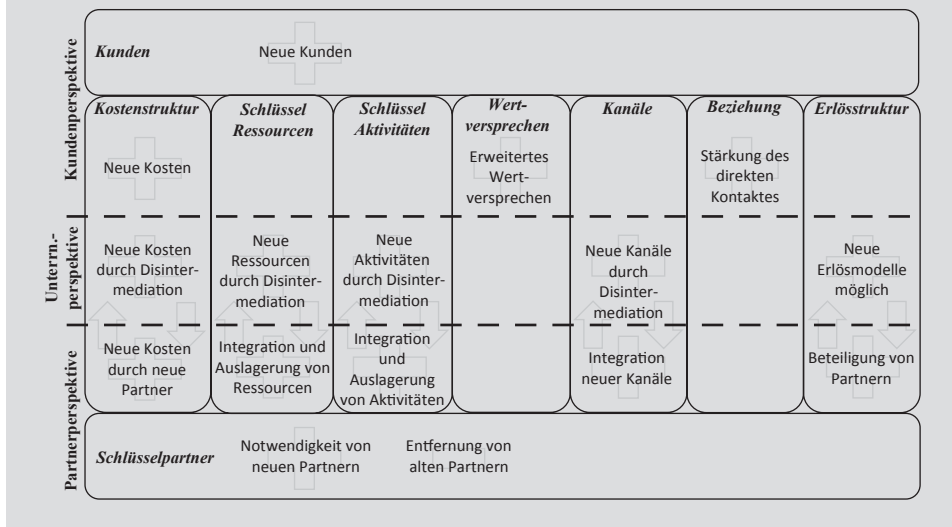 Kundenperspektive
Kunden
Neue Kunden
Kostenstruktur
Schlüssel
Ressourcen
Schlüssel
Aktivitäten
Wert-
versprechen
Kanäle
Beziehung
Erlösstruktur
Neue Kosten
Erweitertes
Wert-
versprechen
Stärkung des
direkten
Kontaktes
Unterrn.-
perspektive
Neue Kosten
durch Disinter-
mediation
Neue
Ressourcen
durch Disinter-
mediation
Neue
Aktivitäten
durch Disinter-
mediation
Neue Kanäle
durch
Disinter-
mediation
Neue
Erlösmodelle
möglich
Partnerperspektive
Neue Kosten
durch neue
Partner
Integration und
Auslagerung von
Ressourcen
Integration
und
Auslagerung
von Aktivitäten
Integration
neuer Kanäle
Beteiligung von
Partnern
Schlüsselpartner
Notwendigkeit von
neuen Partnern
Entfernung von
alten Partnern